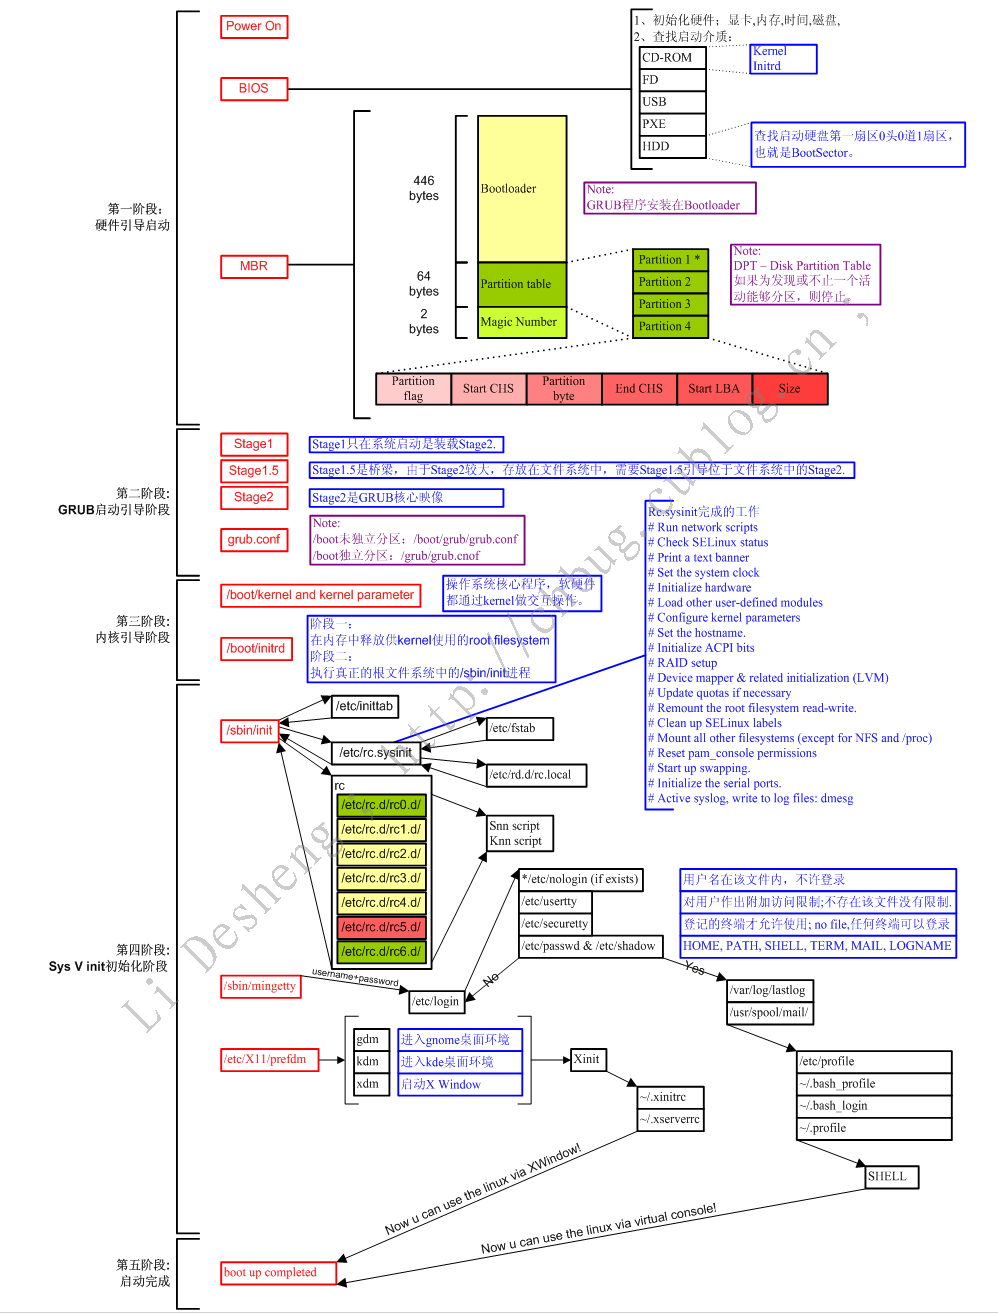 Power On
1、初始化硬件；显卡,内存,时间,磁盘,
2、查找启动介质：
BIOS
CD-ROM
FD
USB
PXE
HDD
Kernel
Initrd
查找启动硬盘第一扇区0头0道1扇区，
也就是BootSector。
第一阶段：
硬件引导启动
MBR
446
bytes
64
bytes
2
bytes
Bootloader
Partition table
Magic Number
Note:
GRUB程序安装在Bootloader
Partition 1 *
Partition 2
Partition 3
Partition 4
Note:
DPT – Disk Partition Table
如果为发现或不止一个活
动能够分区，则停止。
Partition
flag
Start CHS
Partition
byte
End CHS
Start LBA
Size
第二阶段:
GRUB启动引导阶段
Stage1
Stage1只在系统启动是装载Stage2.
Stage1.5
Stage1.5是桥梁，由于Stage2较大，存放在文件系统中，需要Stage1.5引导位于文件系统中的Stage2.
Stage2
Stage2是GRUB核心映像
grub.conf
Note:
/boot未独立分区：/boot/grub/grub.conf
/boot独立分区：/grub/grub.cnof
第三阶段:
内核引导阶段
/boot/kernel and kernel parameter
操作系统核心程序，软硬件
都通过kernel做交互操作。
/boot/initrd
阶段一：
在内存中释放供kernel使用的root filesystem
阶段二：
执行真正的根文件系统中的/sbin/init进程
Rc.sysinit完成的工作
# Run network scripts
# Check SELinux status
# Print a text banner
# Set the system clock
# Initialize hardware
# Load other user-defined modules
# Configure kernel parameters
# Set the hostname.
# Initialize ACPI bits
# RAID setup
# Device mapper & related initialization (LVM)
# Update quotas if necessary
# Remount the root filesystem read-write.
# Clean up SELinux labels
# Mount all other filesystems (except for NFS and /proc)
# Reset pam_console permissions
# Start up swapping.
# Initialize the serial ports.
# Active syslog, write to log files: dmesg
第四阶段:
Sys V init初始化阶段
/sbin/init
/etc/inittab
/etc/rc.sysinit
/etc/fstab
/etc/rd.d/rc.local
rc
/etc/rc.d/rc0.d/
/etc/rc.d/rc1.d/
/etc/rc.d/rc2.d/
/etc/rc.d/rc3.d/
/etc/rc.d/rc4.d/
/etc/rc.d/rc5.d/
/etc/rc.d/rc6.d/
Snn script
Knn script
*/etc/nologin (if exists)
/etc/usertty
/etc/securetty
/etc/passwd & /etc/shadow
用户名在该文件内，不许登录
对用户作出附加访问限制;不存在该文件没有限制.
登记的终端才允许使用; no file,任何终端可以登录
HOME, PATH, SHELL, TERM, MAIL, LOGNAME
/sbin/mingetty
username+password
/etc/login
No
Yes
/var/log/lastlog
/usr/spool/mail/
/etc/X11/prefdm
gdm
kdm
xdm
进入gnome桌面环境
进入kde桌面环境
启动X Window
Xinit
~/.xinitrc
~/.xserverrc
/etc/profile
~/.bash_profile
~/.bash_login
~/.profile
SHELL
Now u can use the linux via XWindow!
Now u can use the linux via virtual console!
第五阶段:
启动完成
boot up completed
Li Desheng , http://chbug.cublog.cn ;